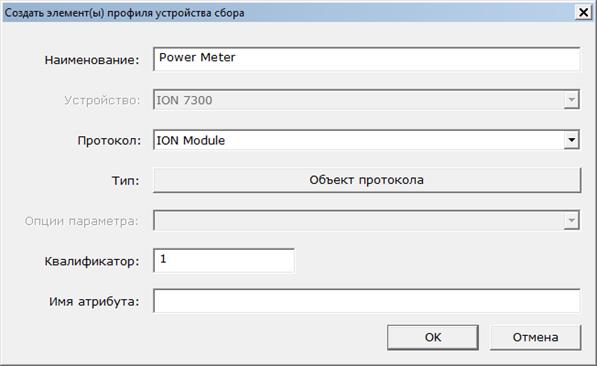 Создать элемент(ы) профиля устройства сбора
Наименование: Power Meter
Устройство: ION 7300
Протокол: ION Module
Тип: Объект протокола
Опции параметра:
Квалификатор: 1
Имя атрибута:
OK Отмена